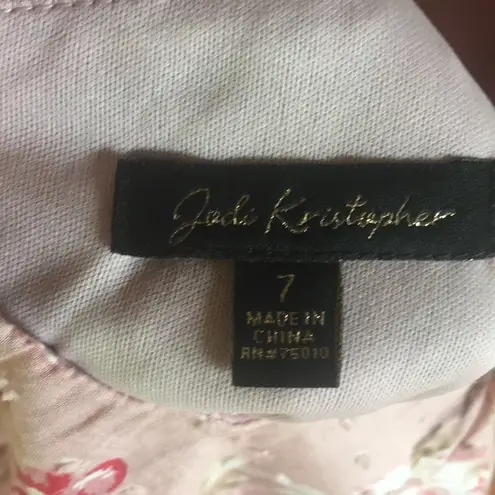 Jodi Kristopher
7
MADE IN
CHINA
RN#75010